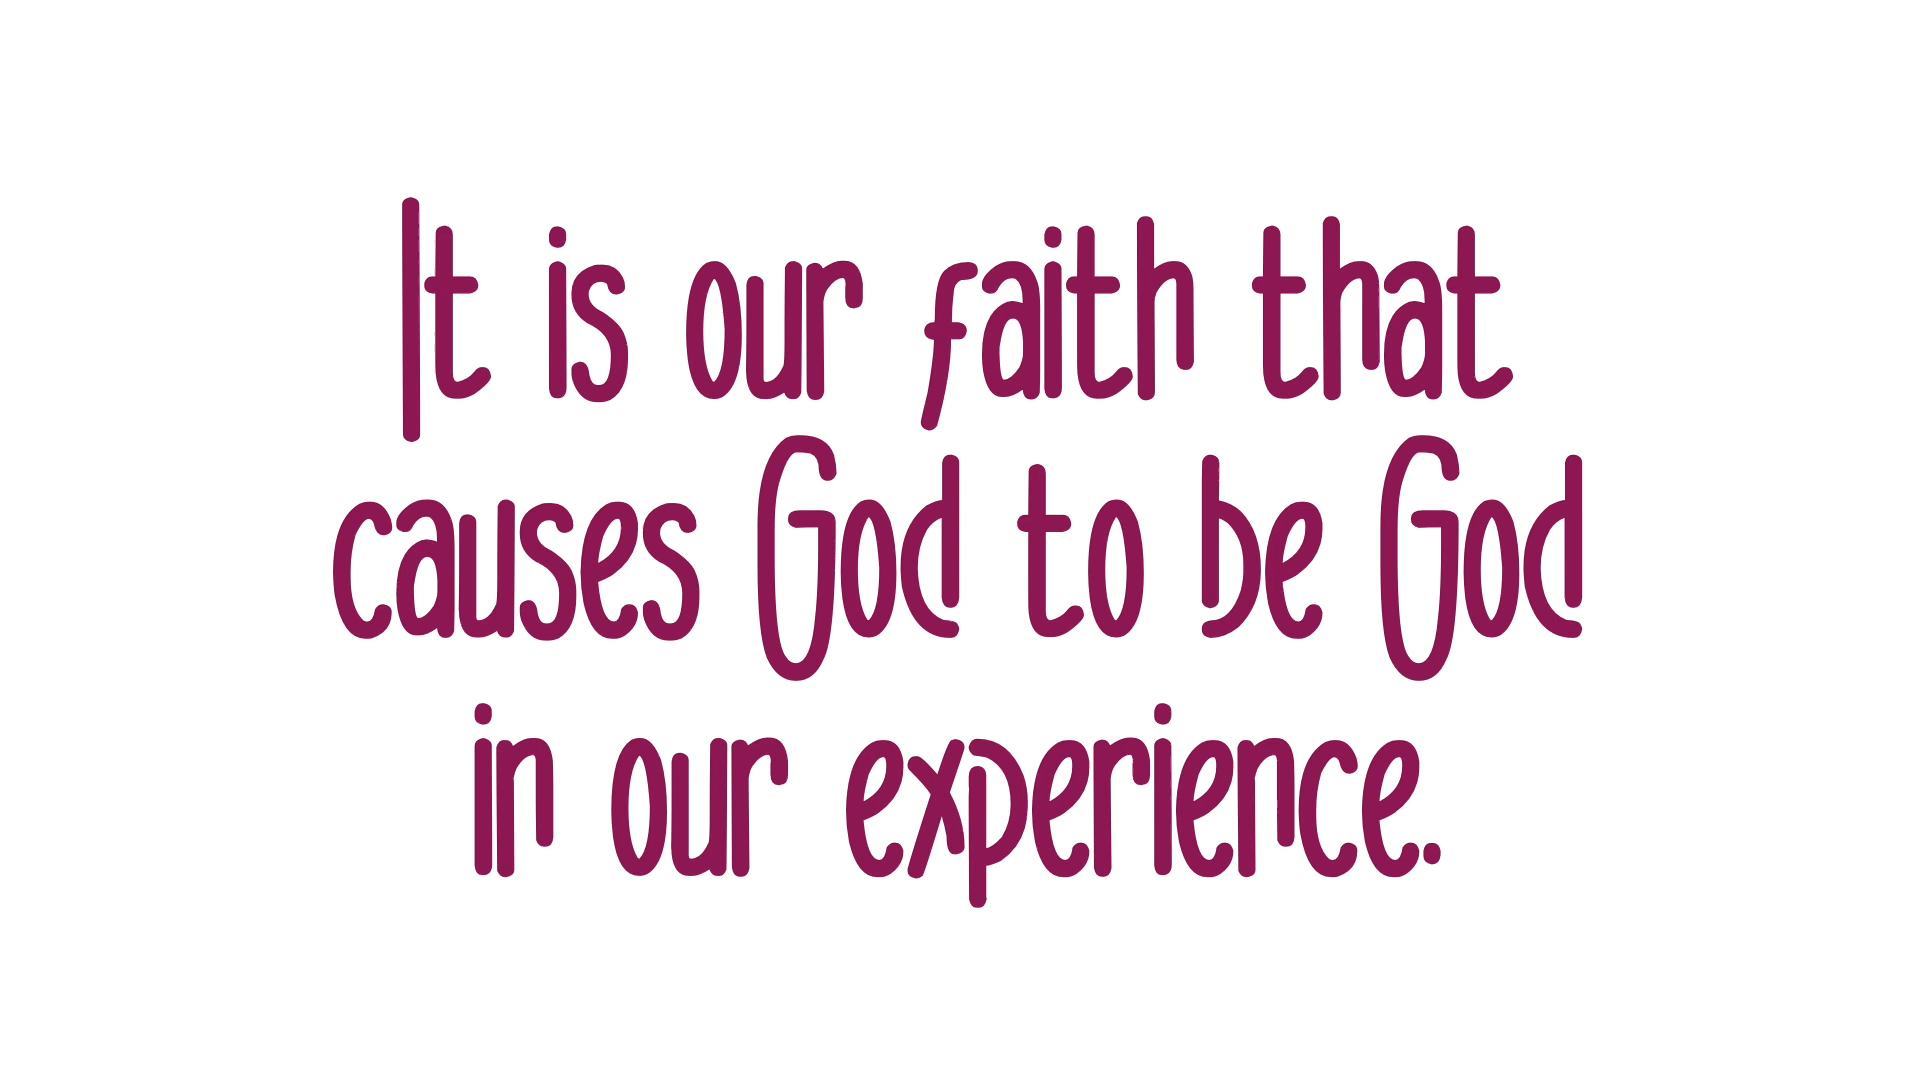 It is our faith that
causes God to be God
in our experience.